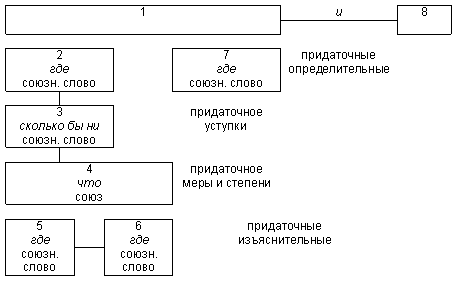 1 и 8
2 7 придаточные
где где определительные
союзн. слово союзн. слово
3 придаточное
сколько бы ни уступки
союзн. слово
4 придаточное
что меры и степени
союз
5 6 придаточные
где где изъяснительные
союзн. союзн.
слово слово